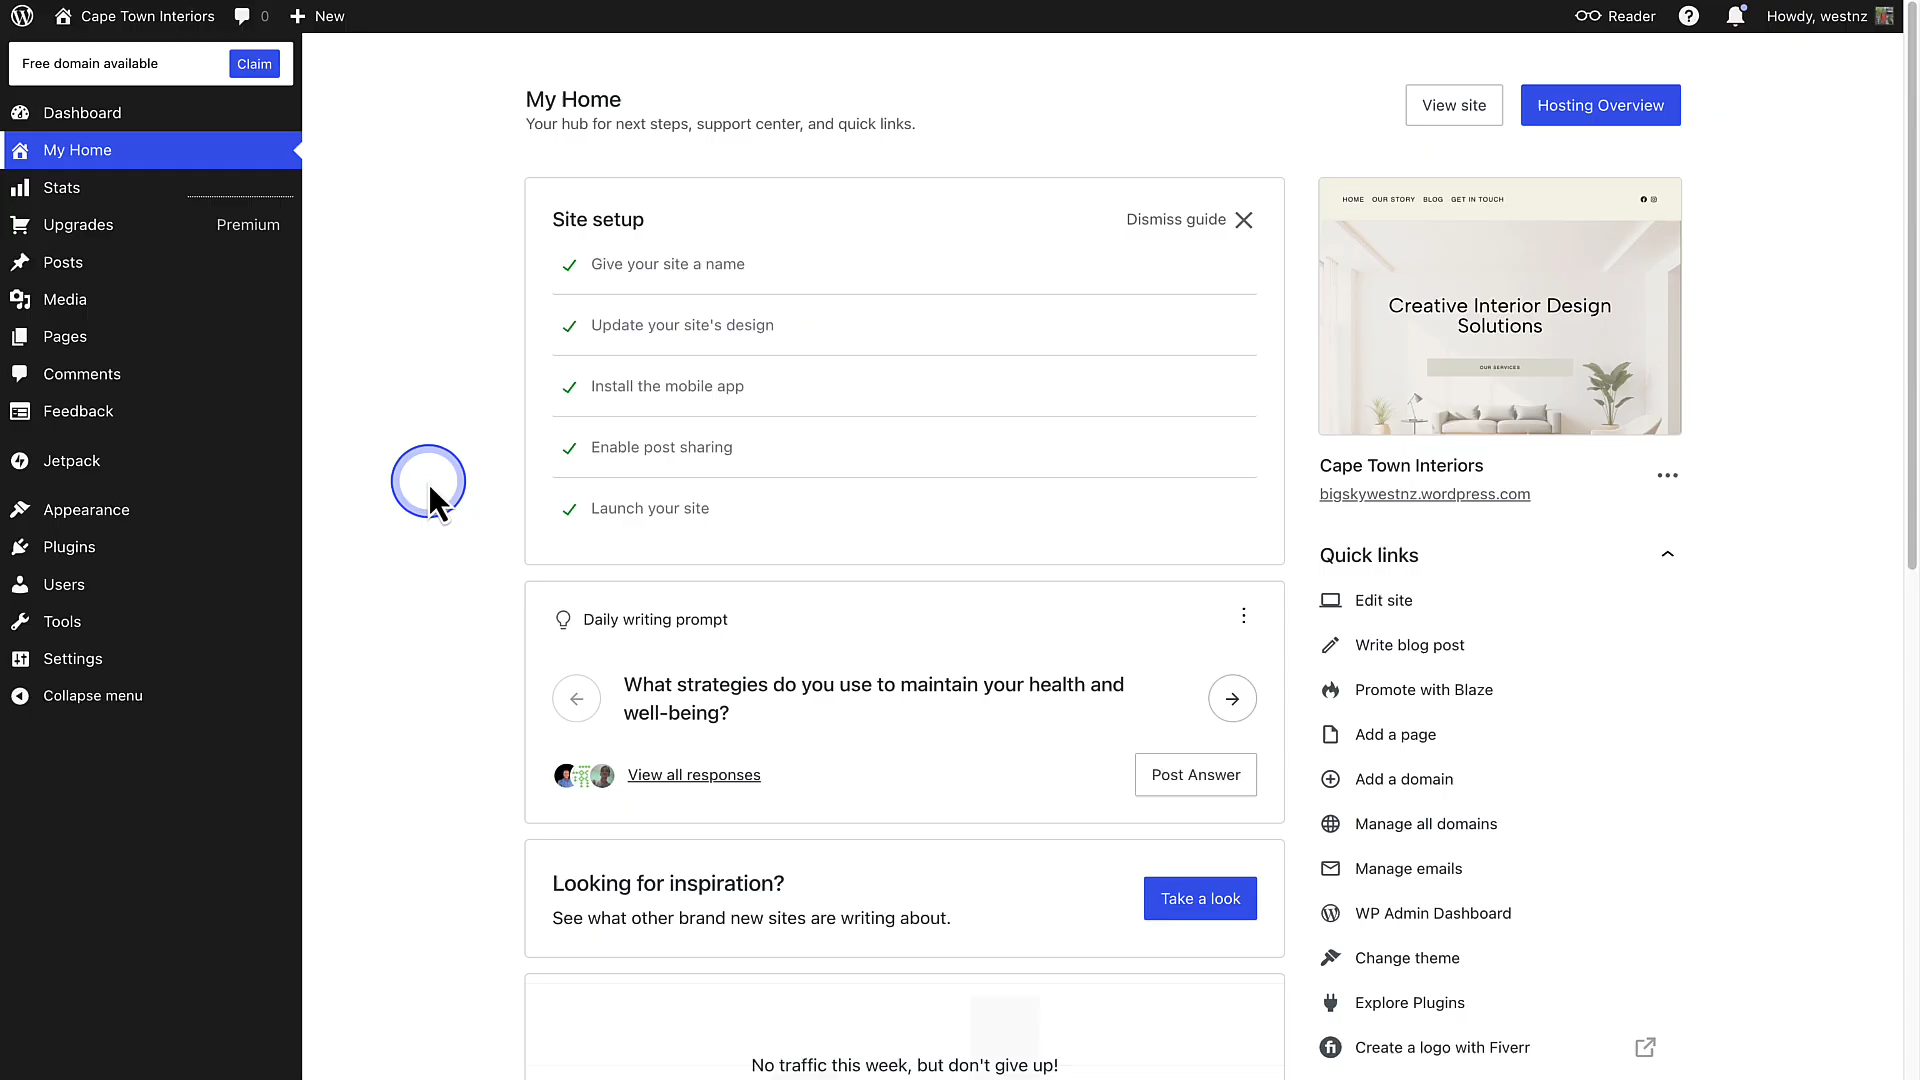 Cape Town Interiors
0
New
Reader
Howdy, westnz
Free domain available
Claim
Dashboard
My Home
Stats
Upgrades
Premium
Posts
Media
Pages
Comments
Feedback
Jetpack
Appearance
Plugins
Users
Tools
Settings
Collapse menu
My Home
Your hub for next steps, support center, and quick links.
View site
Hosting Overview
Site setup
Dismiss guide
Give your site a name
Update your site's design
Install the mobile app
Enable post sharing
Launch your site
Daily writing prompt
What strategies do you use to maintain your health and
well-being?
View all responses
Post Answer
Looking for inspiration?
See what other brand new sites are writing about.
Take a look
No traffic this week, but don't give up!
HOME OUR STORY BLOG GET IN TOUCH
Creative Interior Design
Solutions
OUR SERVICES
Cape Town Interiors
bigskywestnz.wordpress.com
Quick links
Edit site
Write blog post
Promote with Blaze
Add a page
Add a domain
Manage all domains
Manage emails
WP Admin Dashboard
Change theme
Explore Plugins
Create a logo with Fiverr